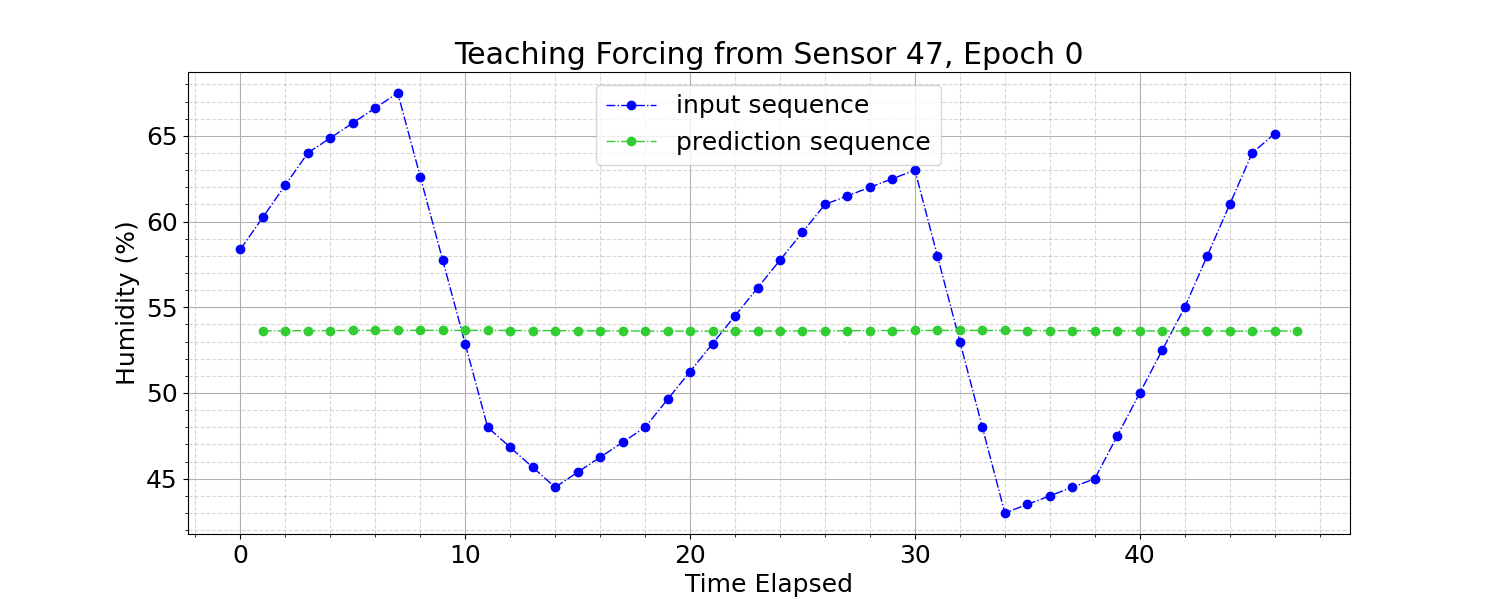 Teaching Forcing from Sensor 47, Epoch 0
input sequence
prediction sequence
Humidity (%)
65
60
55
50
45
0 10 20 30 40
Time Elapsed